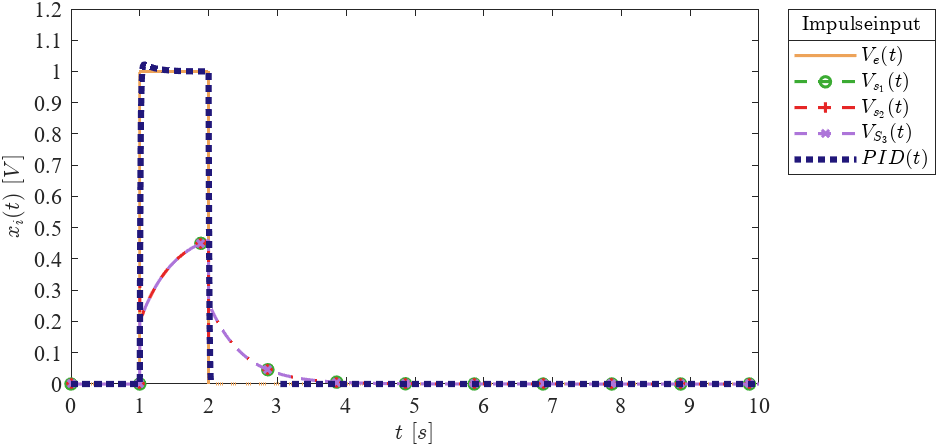 1.2
1.1
1
0.9
0.8
0.7
0.6
0.5
0.4
0.3
0.2
0.1
0
x_i(t) [V]
0 1 2 3 4 5 6 7 8 9 10
t [s]
Impulseinput
V_e(t)
V_{s_1}(t)
V_{s_2}(t)
V_{S_3}(t)
PID(t)